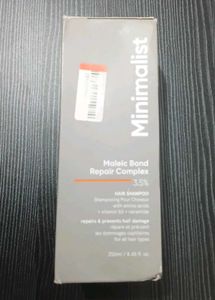 Minimalist
Maleic Bond
Repair Complex
3.5%
HAIR SHAMPOO
Shampooing Pour Cheveux
with amino acids
+ vitamin b5 + ceramide
repairs & prevents hair damage
répare et prévient
les dommages capillaires
for all hair types
250ml / 8.45 fl. oz